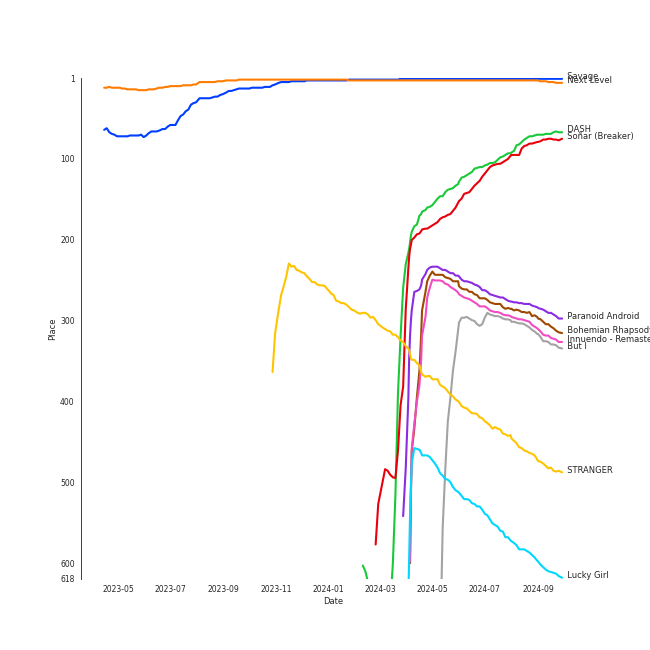 1
100
200
300
400
500
600
618
Place
2023-05 2023-07 2023-09 2023-11 2024-01 2024-03 2024-05 2024-07 2024-09
Date
Savage
Next Level
DASH
Sonar (Breaker)
Paranoid Android
Bohemian Rhapsody
Innuendo - Remaste
But I
STRANGER
Lucky Girl